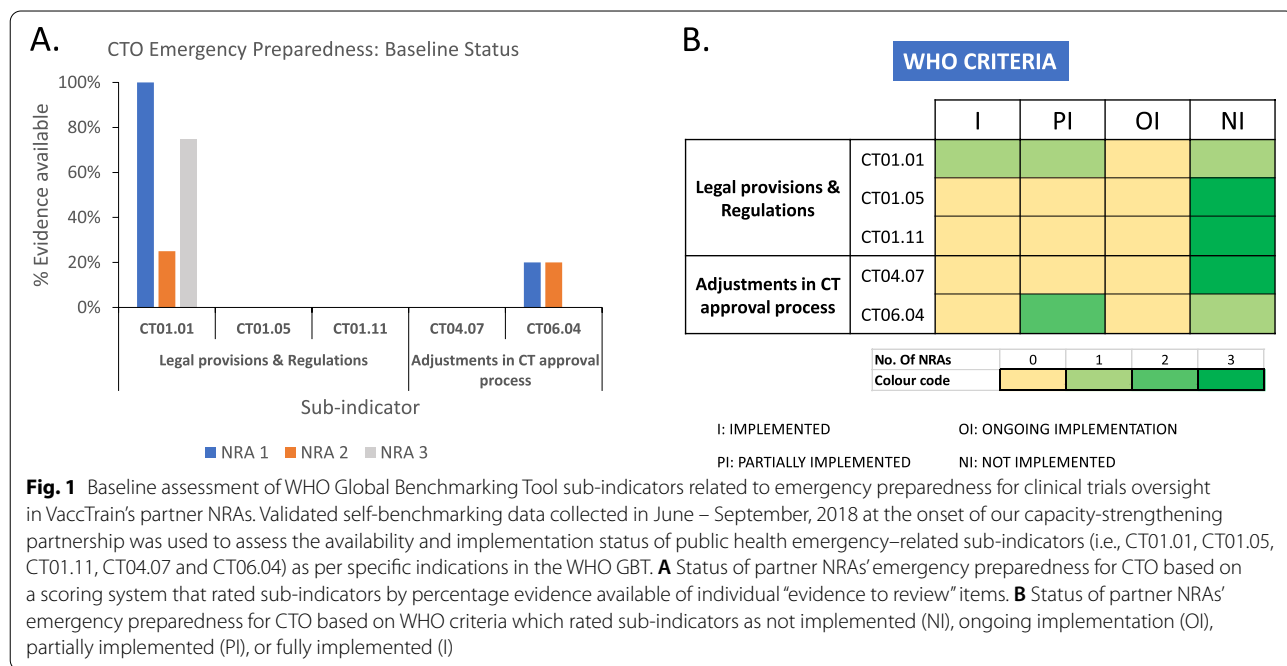 A.
CTO Emergency Preparedness: Baseline Status
% Evidence available
100%
80%
60%
40%
20%
0%
CT01.01 CT01.05 CT01.11 CT04.07 CT06.04
Legal provisions & Regulations
Adjustments in CT approval
process
Sub-indicator
NRA 1 NRA 2 NRA 3
B.
WHO CRITERIA
I PI OI NI
Legal provisions &
Regulations
CT01.01
CT01.05
CT01.11
Adjustments in CT
approval process
CT04.07
CT06.04
No. Of NRAs 0 1 2 3
Colour code
I: IMPLEMENTED OI: ONGOING IMPLEMENTATION
PI: PARTIALLY IMPLEMENTED NI: NOT IMPLEMENTED
Fig. 1 Baseline assessment of WHO Global Benchmarking Tool sub-indicators related to emergency preparedness for clinical trials oversight
in VaccTrain’s partner NRAs. Validated self-benchmarking data collected in June – September, 2018 at the onset of our capacity-strengthening
partnership was used to assess the availability and implementation status of public health emergency–related sub-indicators (i.e., CT01.01, CT01.05,
CT01.11, CT04.07 and CT06.04) as per specific indications in the WHO GBT. A Status of partner NRAs’ emergency preparedness for CTO based on
a scoring system that rated sub-indicators by percentage evidence available of individual “evidence to review” items. B Status of partner NRAs’
emergency preparedness for CTO based on WHO criteria which rated sub-indicators as not implemented (NI), ongoing implementation (OI),
partially implemented (PI), or fully implemented (I)